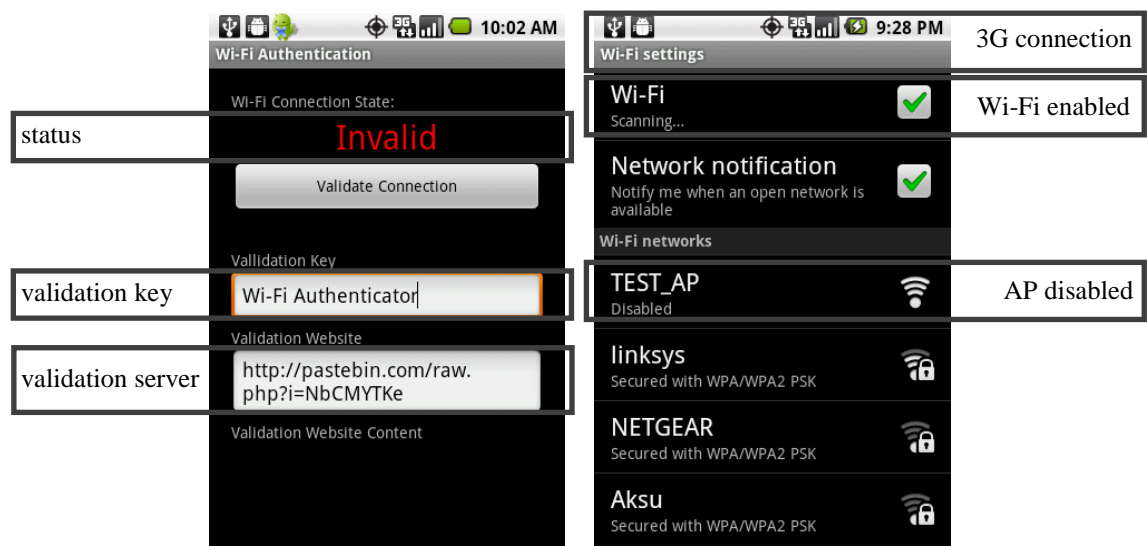 10:02 AM
Wi-Fi Authentication
Wi-Fi Connection State:
status
Invalid
Validate Connection
Vallidation Key
validation key
Wi-Fi Authenticator
Validation Website
validation server
http://pastebin.com/raw.
php?i=NbCMYTKe
Validation Website Content
3G
9:28 PM
3G connection
Wi-Fi settings
Wi-Fi
Scanning...
Wi-Fi enabled
Network notification
Notify me when an open network is
available
Wi-Fi networks
TEST_AP
Disabled
AP disabled
linksys
Secured with WPA/WPA2 PSK
NETGEAR
Secured with WPA/WPA2 PSK
Aksu
Secured with WPA/WPA2 PSK